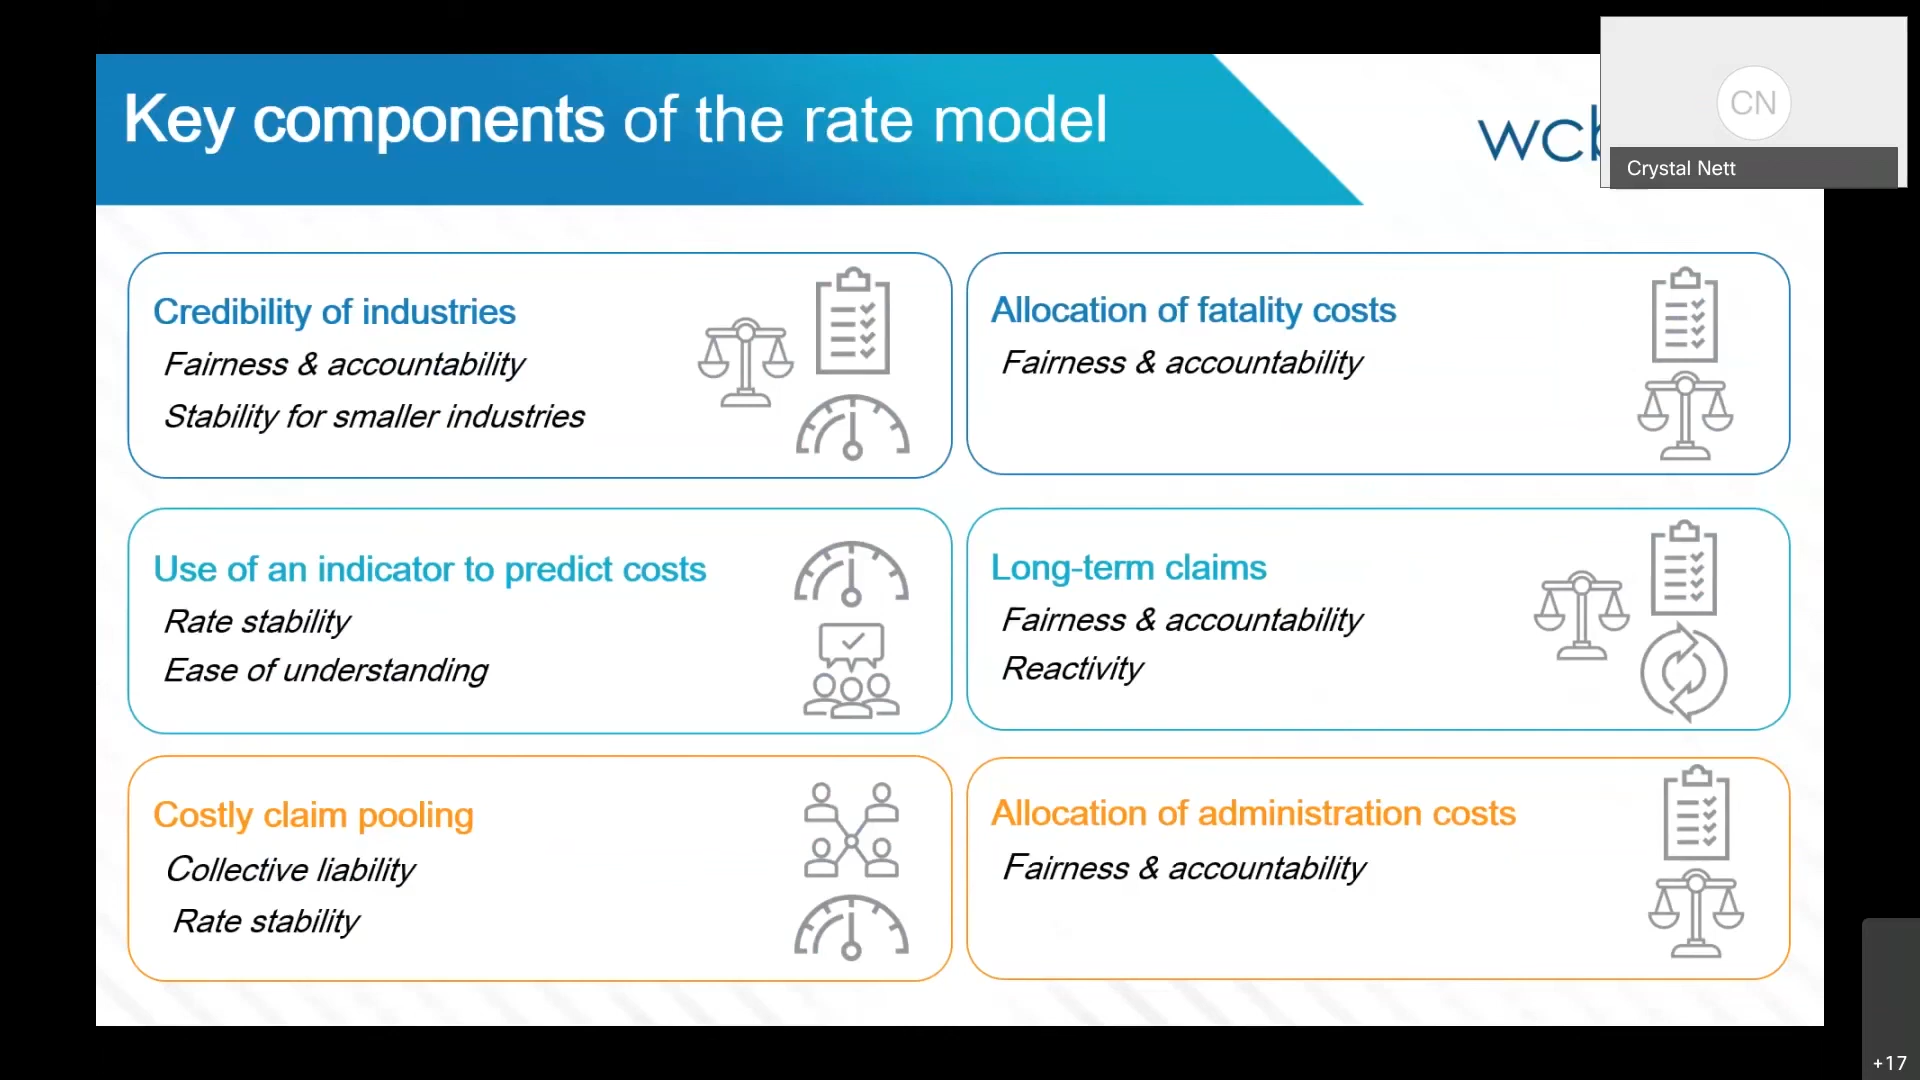 Key components of the rate model
CN
Crystal Nett
Credibility of industries
Fairness & accountability
Stability for smaller industries
Allocation of fatality costs
Fairness & accountability
Use of an indicator to predict costs
Rate stability
Ease of understanding
Long-term claims
Fairness & accountability
Reactivity
Costly claim pooling
Collective liability
Rate stability
Allocation of administration costs
Fairness & accountability
+17